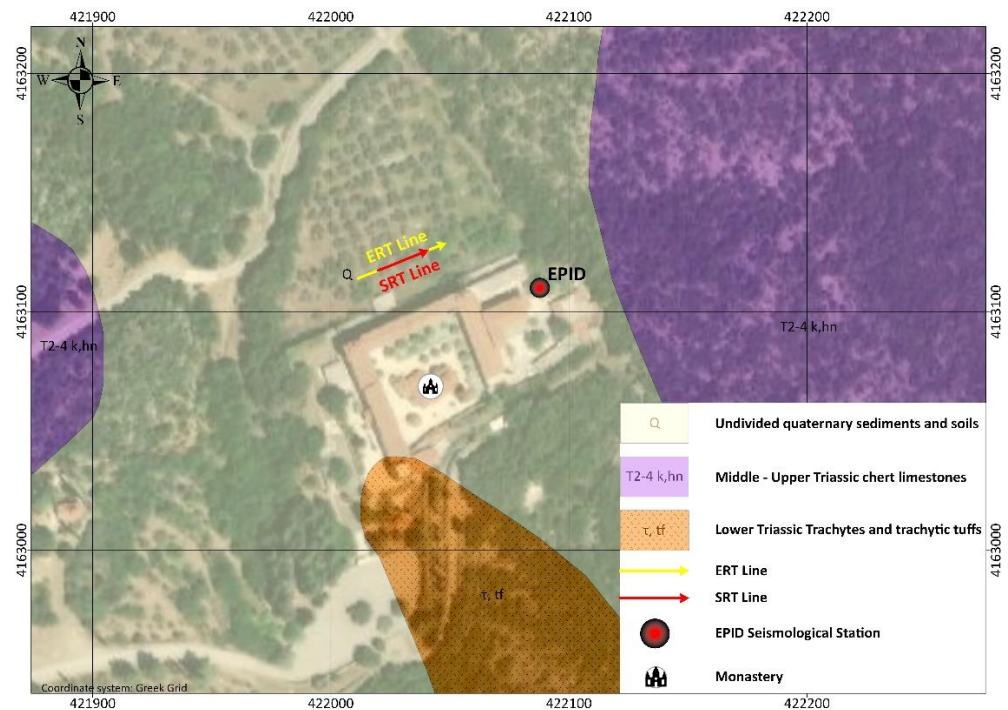 421900 422000 422100 422200
N
W E
S
4163200 4163200
ERT Line
Q
SRT Line
EPID
4163100 4163100
T2-4 k,hn
T2-4 k,hn
Q Undivided quaternary sediments and soils
T2-4 k,hn Middle - Upper Triassic chert limestones
τ, tf Lower Triassic Trachytes and trachytic tuffs
4163000 4163000
ERT Line
τ, tf
SRT Line
EPID Seismological Station
Monastery
Coordinate system: Greek Grid
421900 422000 422100 422200